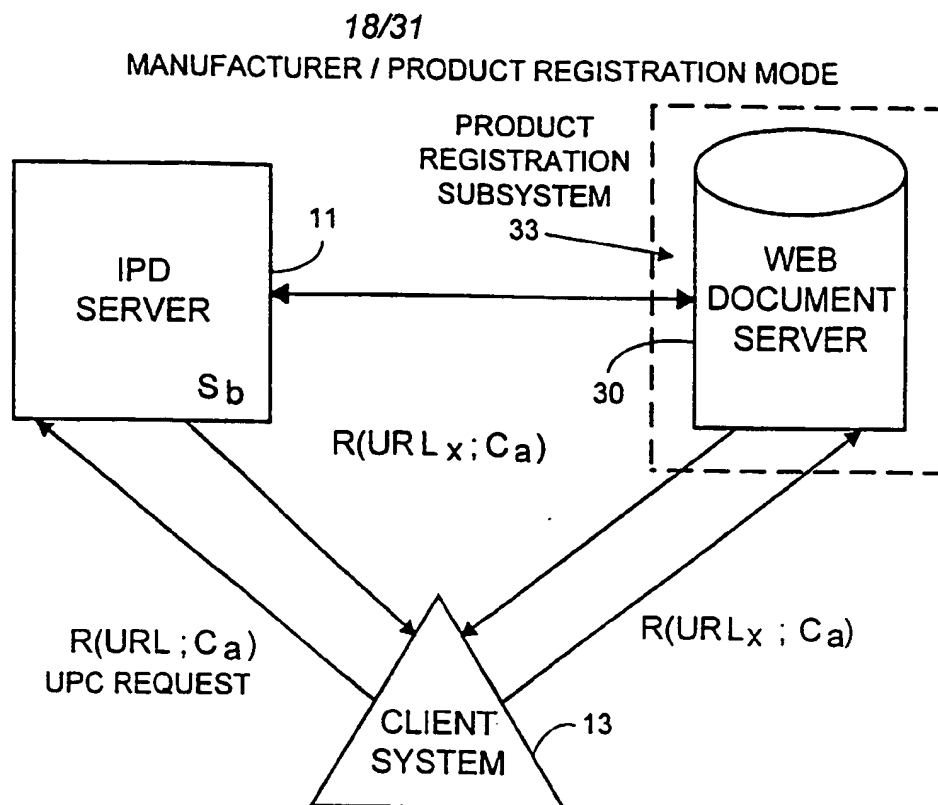 18/31
MANUFACTURER / PRODUCT REGISTRATION MODE
PRODUCT
REGISTRATION
SUBSYSTEM
33
11
IPD
SERVER
Sb
WEB
DOCUMENT
SERVER
30
R(URLx; Ca)
R(URL; Ca)
UPC REQUEST
R(URLx; Ca)
CLIENT
SYSTEM
13